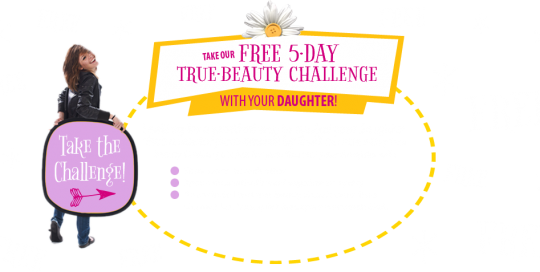 TAKE OUR FREE 5-DAY
TRUE-BEAUTY CHALLENGE
WITH YOUR DAUGHTER!
Take the
Challenge!